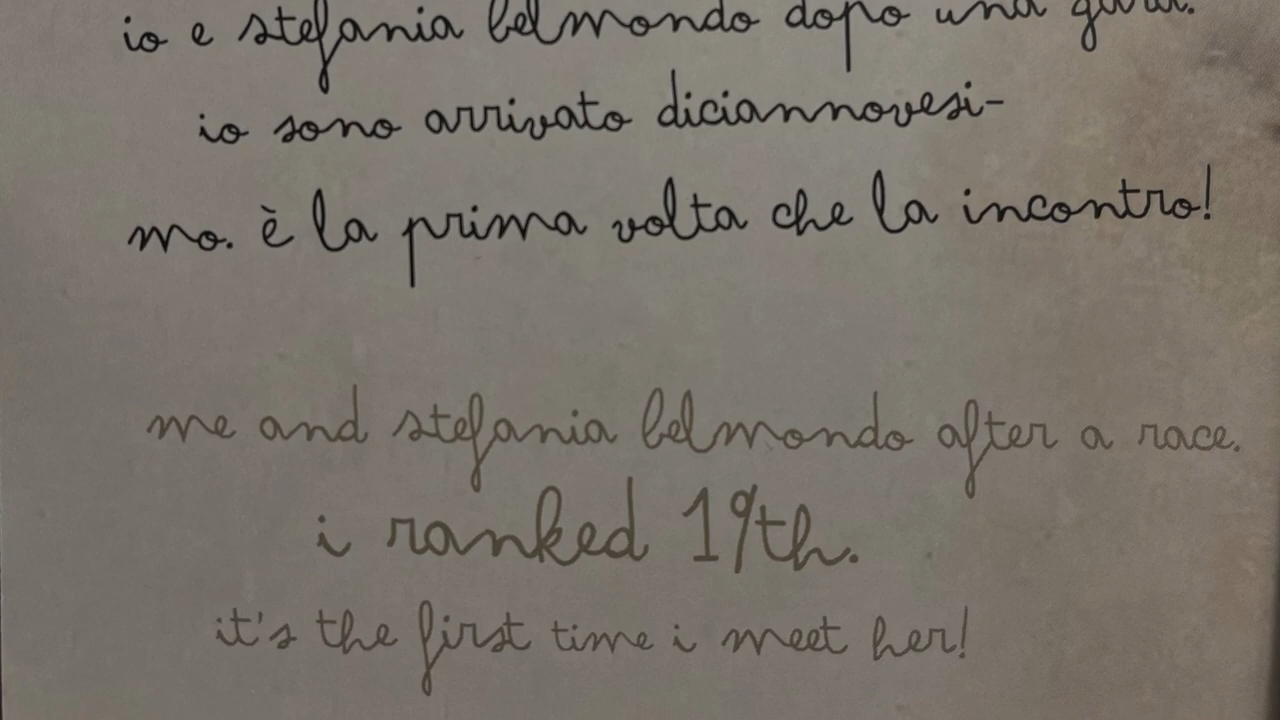 io e stefania belmondo dopo una gara.
io sono arrivato diciannovesi-
mo. è la prima volta che la incontro!
me and stefania belmondo after a race.
i ranked 19th.
it's the first time i meet her!